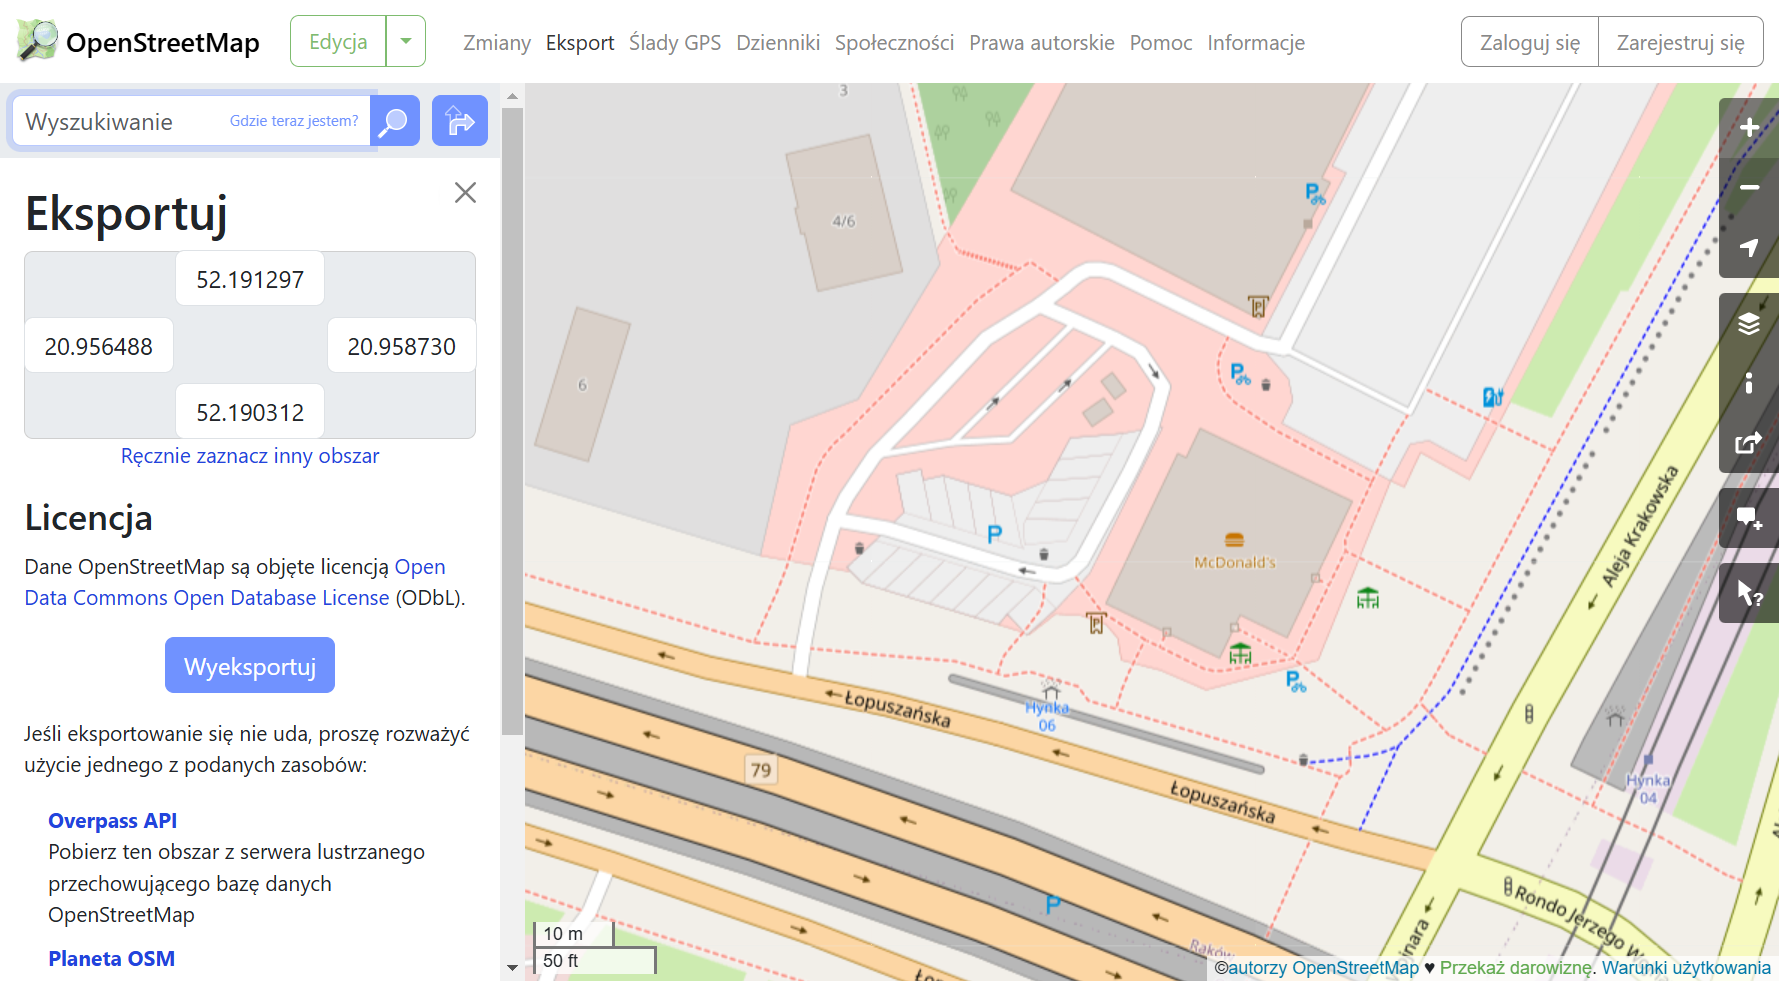 OpenStreetMap
Edycja
Zmiany Eksport Ślady GPS Dzienniki Społeczności Prawa autorskie Pomoc Informacje
Zaloguj się Zarejestruj się
Wyszukiwanie Gdzie teraz jestem?
Eksportuj
52.191297
20.956488 20.958730
52.190312
Ręcznie zaznacz inny obszar
Licencja
Dane OpenStreetMap są objęte licencją Open
Data Commons Open Database License (ODbL).
Wyeksportuj
Jeśli eksportowanie się nie uda, proszę rozważyć
użycie jednego z podanych zasobów:
Overpass API
Pobierz ten obszar z serwera lustrzanego
przechowującego bazę danych
OpenStreetMap
Planeta OSM
3
4/6
6
P
P
P
P
McDonald's
P
P
Aleja Krakowska
Łopuszańska
Hynka
06
79
Łopuszańska
Hynka
04
Rondo Jerzego
P
10 m
50 ft
©autorzy OpenStreetMap ♥ Przekaż darowiznę. Warunki użytkowania